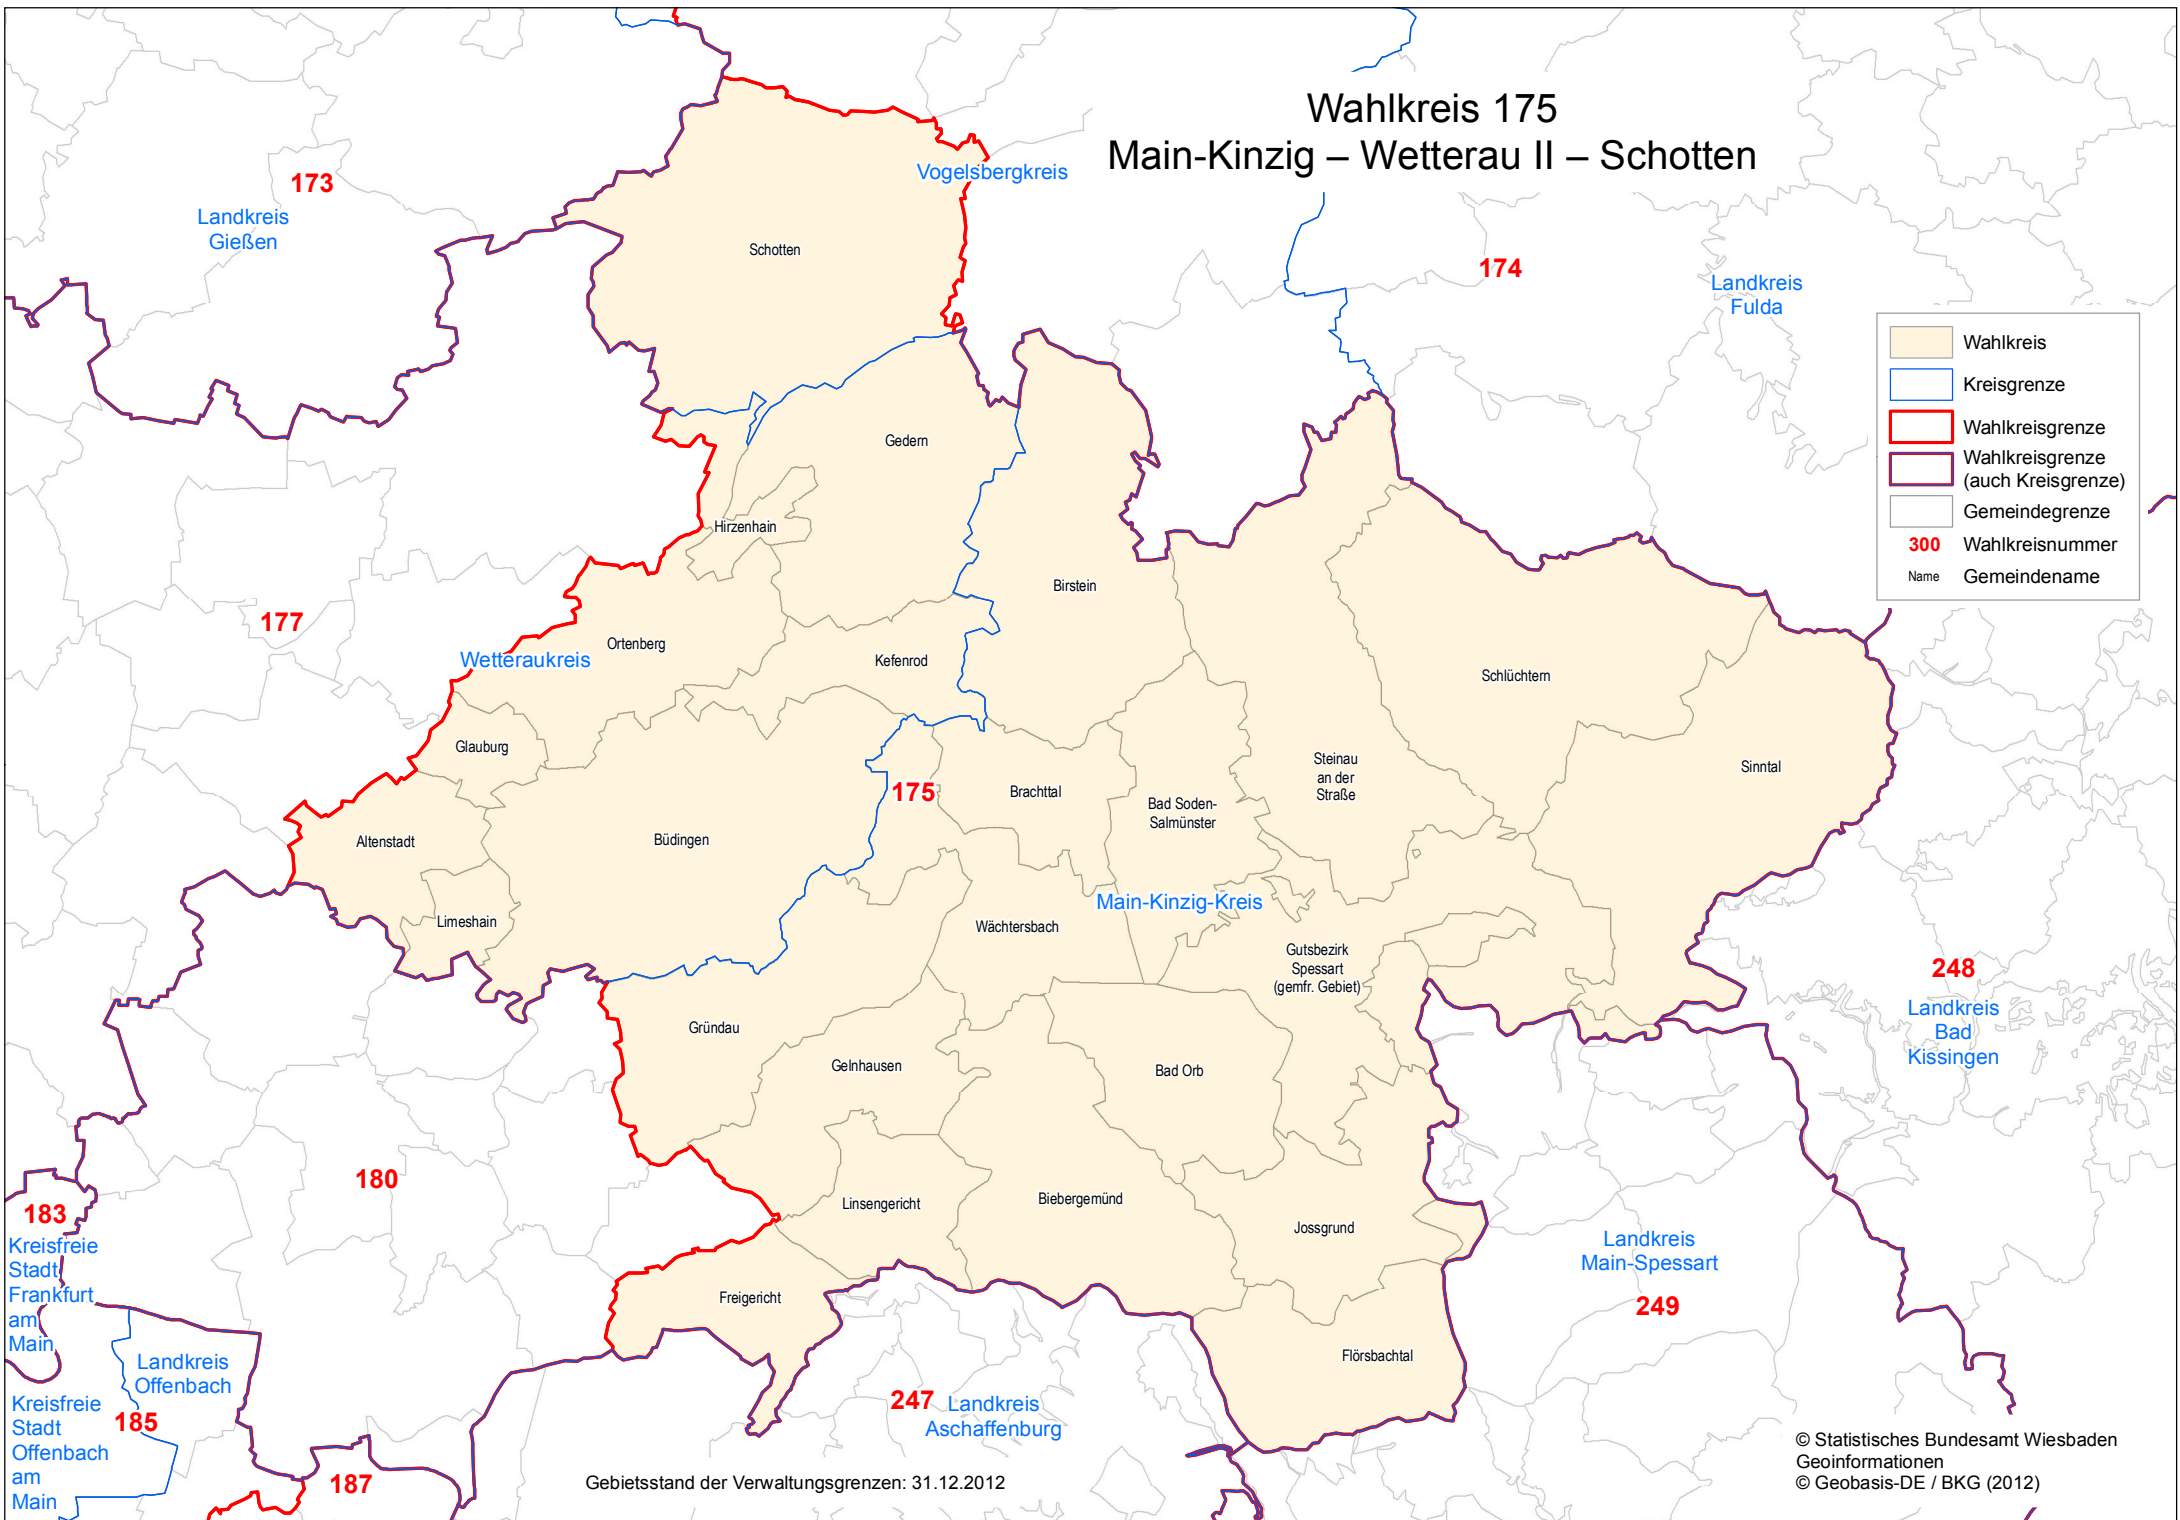 Wahlkreis 175
Main-Kinzig – Wetterau II – Schotten
173
Landkreis
Gießen
Vogelsbergkreis
Schotten
174
Landkreis
Fulda
Wahlkreis
Kreisgrenze
Wahlkreisgrenze
Wahlkreisgrenze
(auch Kreisgrenze)
Gemeindegrenze
300 Wahlkreisnummer
Name Gemeindename
Gedern
Hirzenhain
Birstein
177
Ortenberg
Wetteraukreis
Kefenrod
Schlüchtern
Glauburg
Steinau
an der
Straße
Sinntal
175
Brachttal
Bad Soden-
Salmünster
Altenstadt
Büdingen
Main-Kinzig-Kreis
Limeshain
Wächtersbach
Gutsbezirk
Spessart
(gemfr. Gebiet)
248
Landkreis
Bad
Kissingen
Gründau
Gelnhausen
Bad Orb
180
183
Kreisfreie
Stadt
Frankfurt
am
Main
Linsengericht
Biebergemünd
Jossgrund
Landkreis
Main-Spessart
249
Freigericht
Flörsbachtal
Landkreis
Offenbach
185
Kreisfreie
Stadt
Offenbach
am
Main
187
247
Landkreis
Aschaffenburg
Gebietsstand der Verwaltungsgrenzen: 31.12.2012
© Statistisches Bundesamt Wiesbaden
Geoinformationen
© Geobasis-DE / BKG (2012)